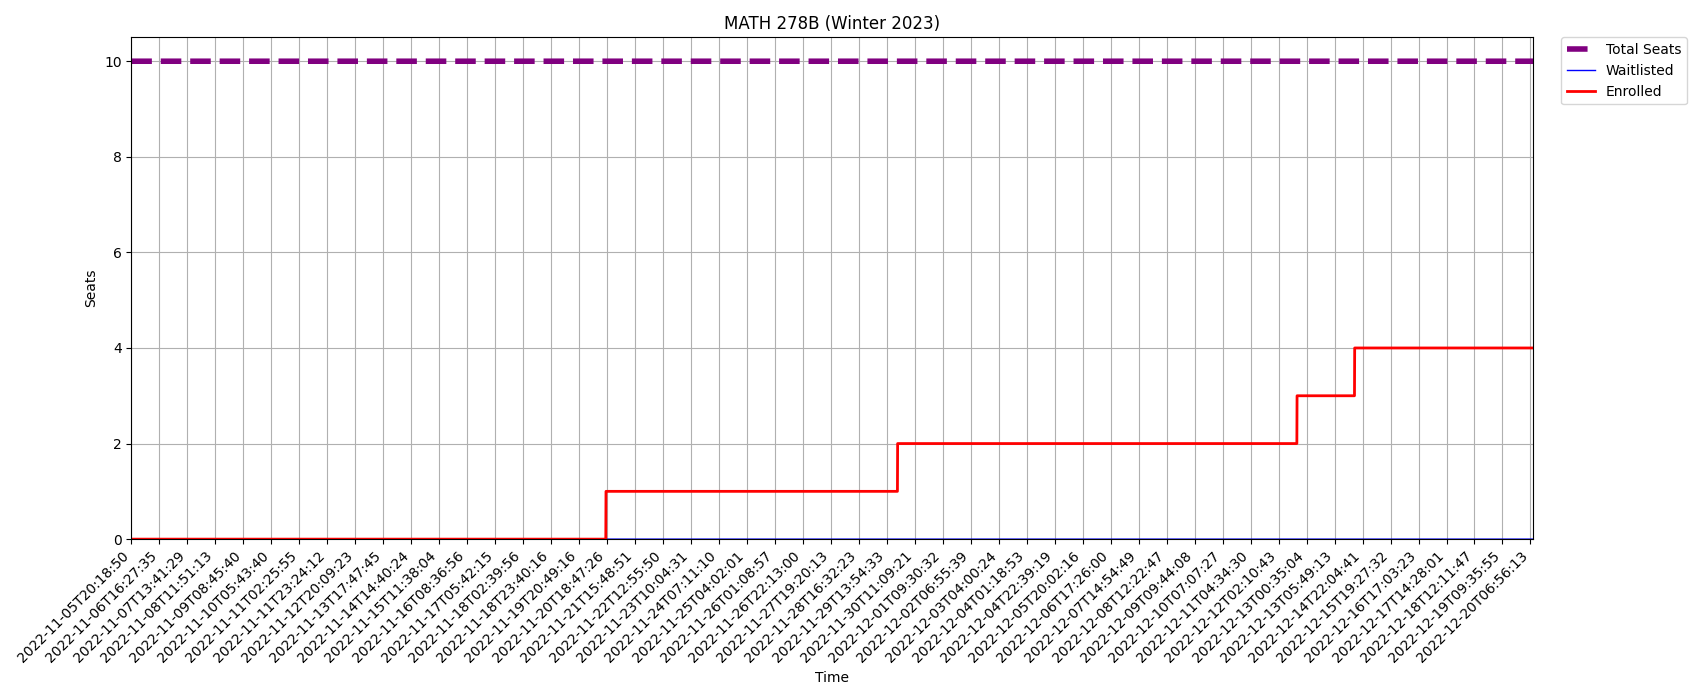 MATH 278B (Winter 2023)
Total Seats
Waitlisted
Enrolled
10
8
6
4
2
0
Seats
2022-11-05T20:18:50
2022-11-06T16:27:35
2022-11-07T13:41:29
2022-11-08T11:51:13
2022-11-09T08:45:40
2022-11-10T05:43:40
2022-11-11T02:25:55
2022-11-11T23:24:12
2022-11-12T20:09:23
2022-11-13T17:47:45
2022-11-14T14:40:24
2022-11-15T11:38:04
2022-11-16T08:36:56
2022-11-17T05:42:15
2022-11-18T02:39:56
2022-11-18T23:40:16
2022-11-19T20:49:16
2022-11-20T18:47:26
2022-11-21T15:48:51
2022-11-22T12:55:50
2022-11-23T10:04:31
2022-11-24T07:11:10
2022-11-25T04:02:01
2022-11-26T01:08:57
2022-11-26T22:13:00
2022-11-27T19:20:13
2022-11-28T16:32:23
2022-11-29T13:54:33
2022-11-30T11:09:21
2022-12-01T09:30:32
2022-12-02T06:55:39
2022-12-03T04:00:24
2022-12-04T01:18:53
2022-12-04T22:39:19
2022-12-05T20:02:16
2022-12-06T17:26:00
2022-12-07T14:54:49
2022-12-08T12:22:47
2022-12-09T09:44:08
2022-12-10T07:07:27
2022-12-11T04:34:30
2022-12-12T02:10:43
2022-12-13T00:35:04
2022-12-13T05:49:13
2022-12-14T22:04:41
2022-12-15T19:27:32
2022-12-16T17:03:23
2022-12-17T14:28:01
2022-12-18T12:11:47
2022-12-19T09:35:55
2022-12-20T06:56:13
Time